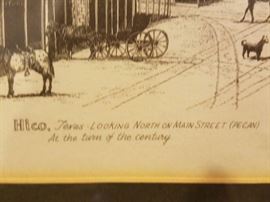 Hico, Texas - LOOKING NORTH ON MAIN STREET (PECAN)
At the turn of the century